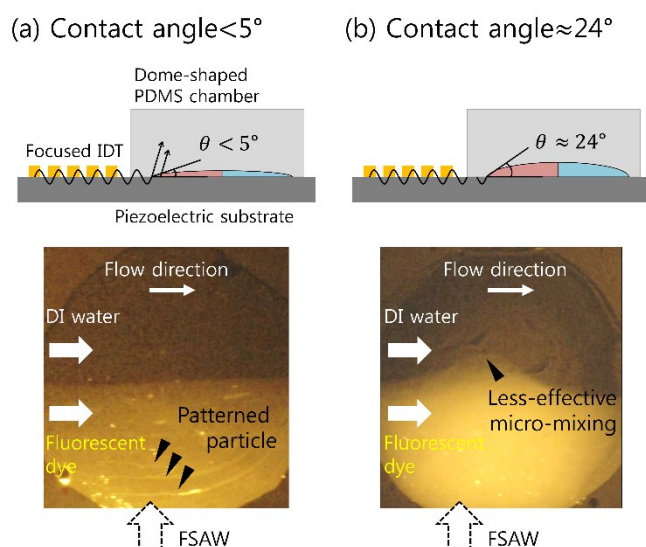 (a) Contact angle<5°
Dome-shaped
PDMS chamber
Focused IDT
θ < 5°
Piezoelectric substrate
Flow direction
DI water
Patterned
particle
Fluorescent
dye
FSAW
(b) Contact angle≈24°
θ ≈ 24°
Flow direction
DI water
Less-effective
micro-mixing
Fluorescent
dye
FSAW